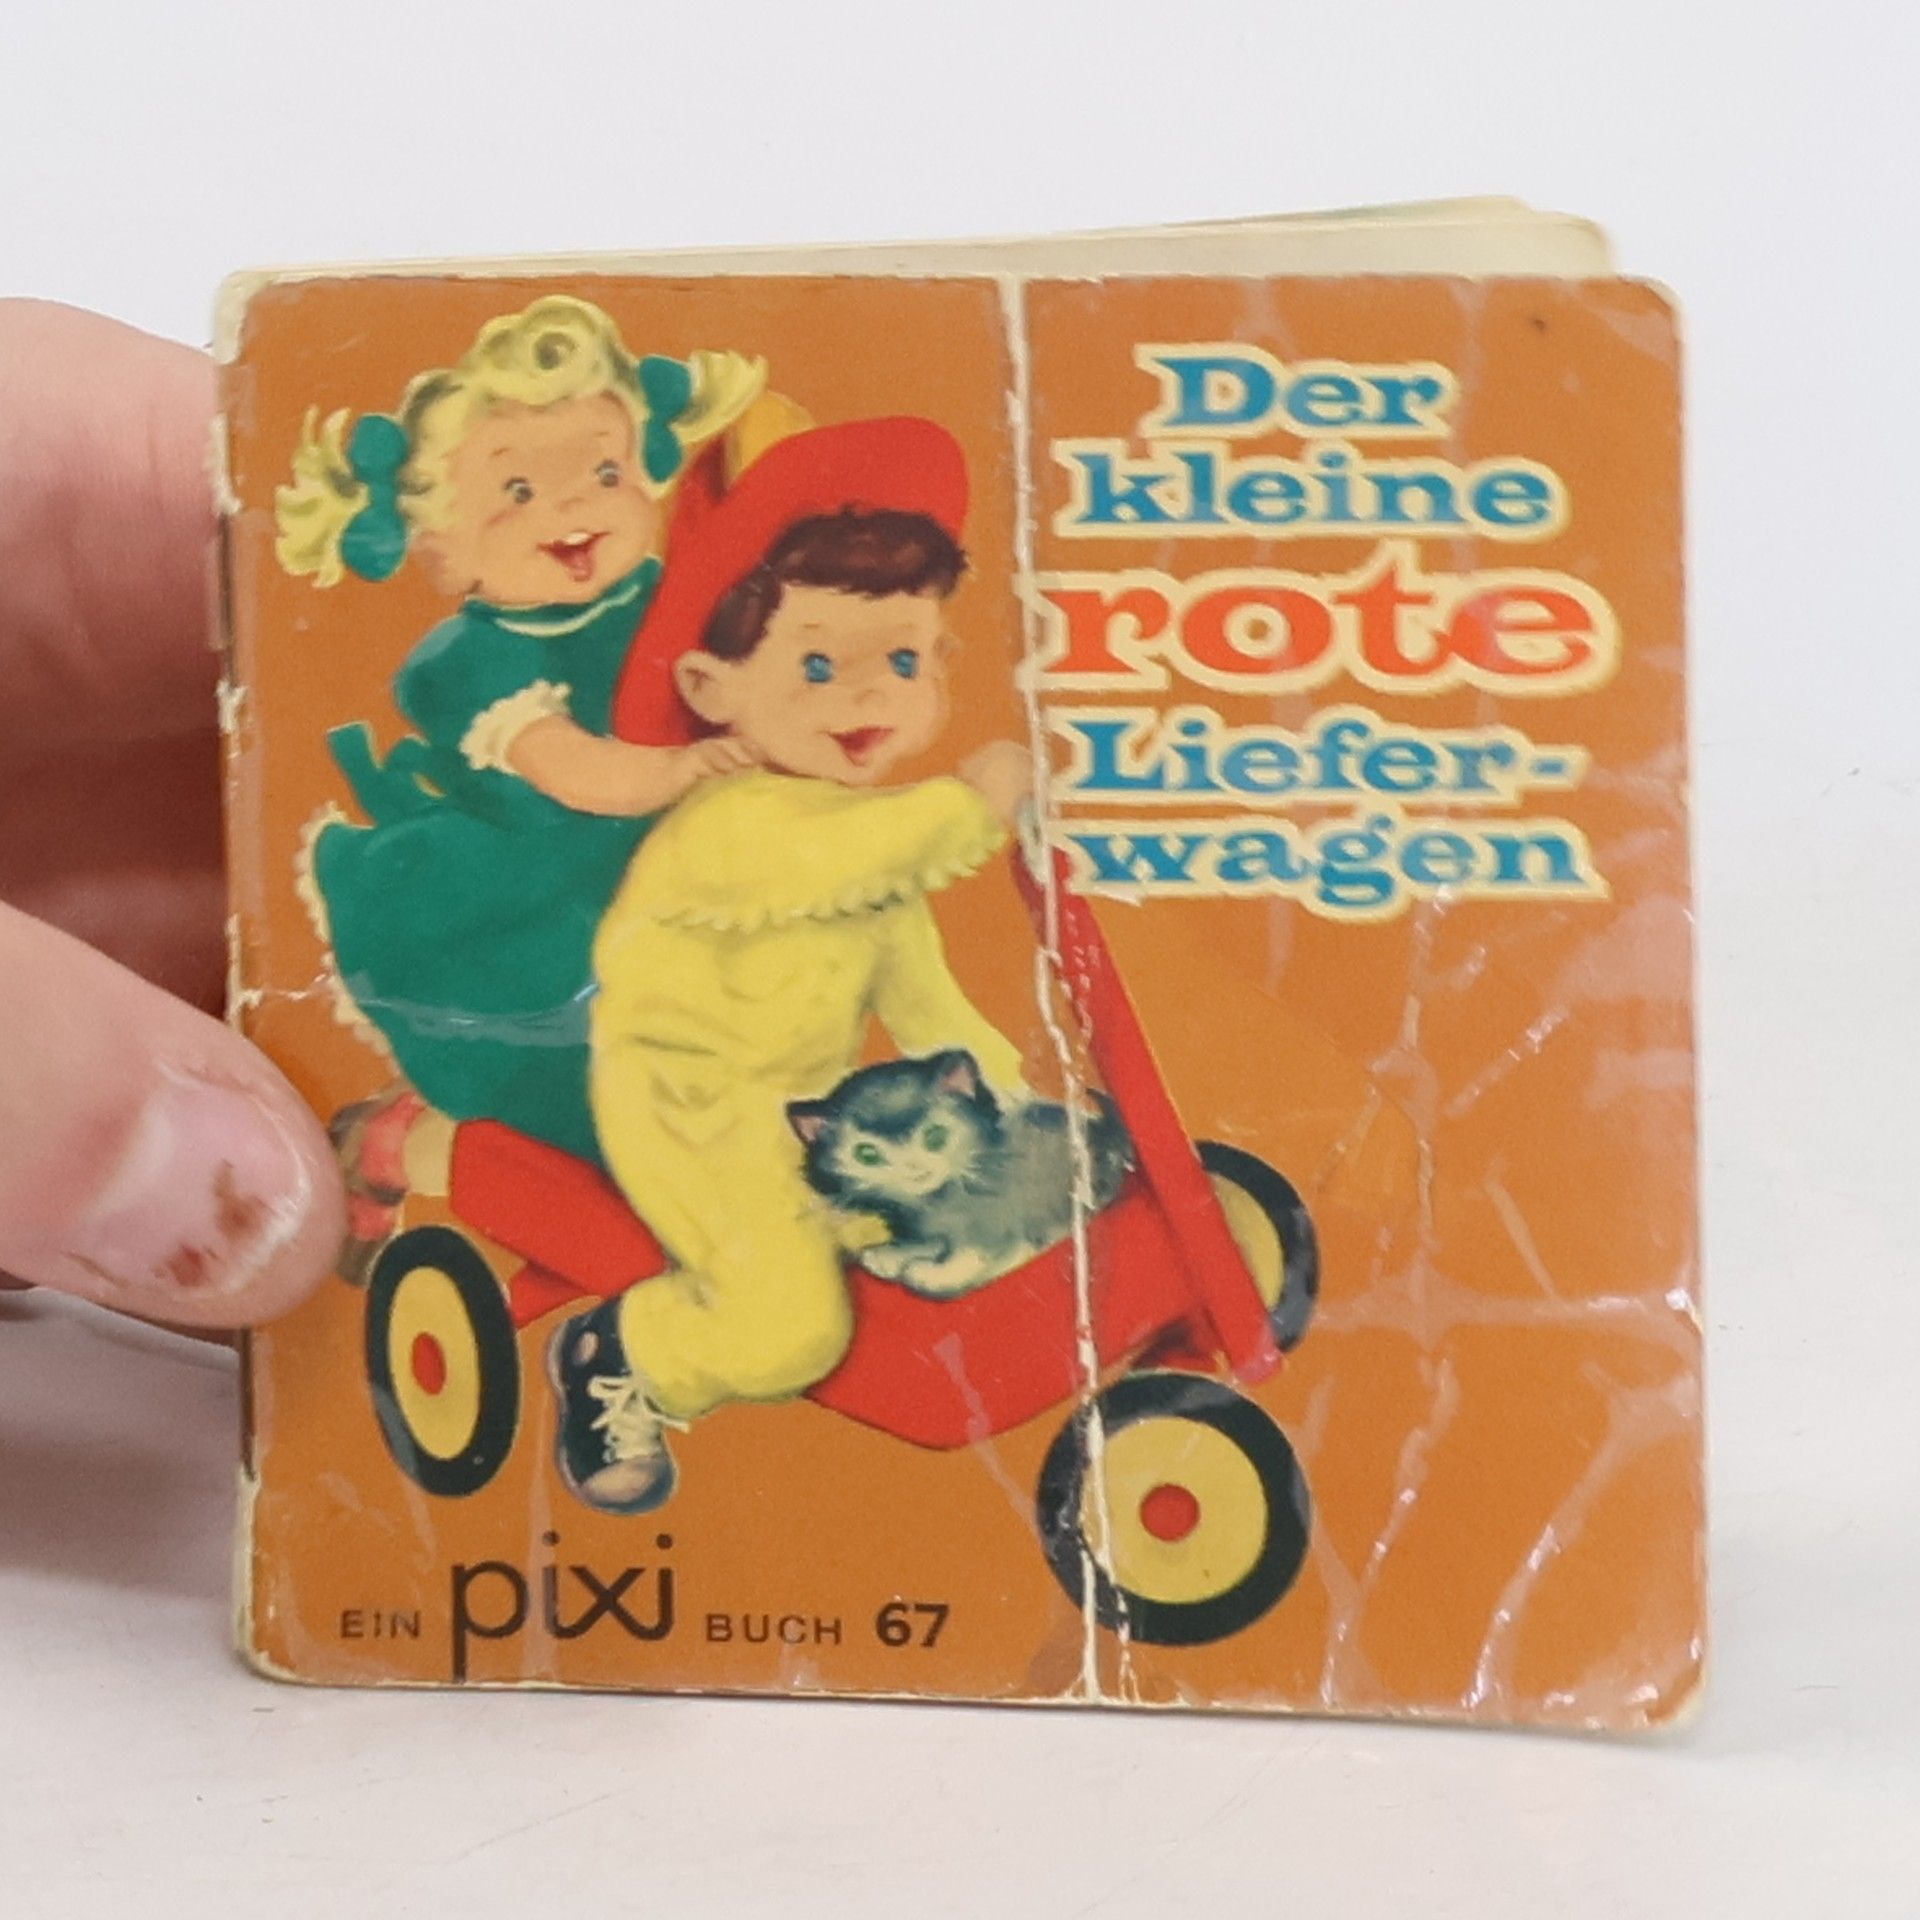 Der
kleine
rote
Liefer-
wagen
EIN pixi BUCH 67